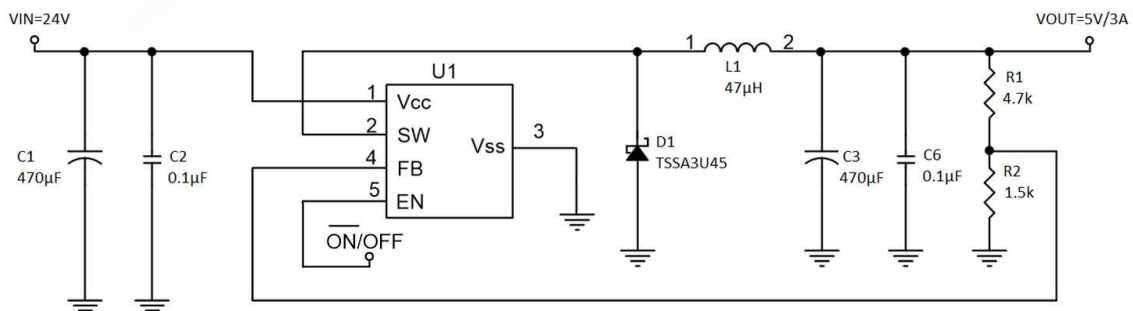 VIN=24V
VOUT=5V/3A
1
2
L1
47µH
U1
1
Vcc
2
SW
4
FB
5
EN
Vss
3
ON/OFF
C1
470µF
C2
0.1µF
D1
TSSA3U45
C3
470µF
C6
0.1µF
R1
4.7k
R2
1.5k